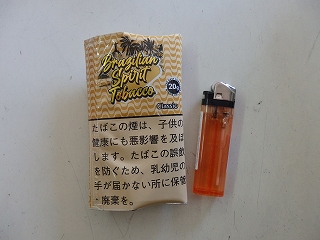 Brazilian
Spirit
Tobacco
20g
Classic
たばこの煙は、子供の
健康にも悪影響を及ぼ
します。たばこの誤飲
を防ぐため、乳幼児の
手が届かない所に保管
・廃棄を。